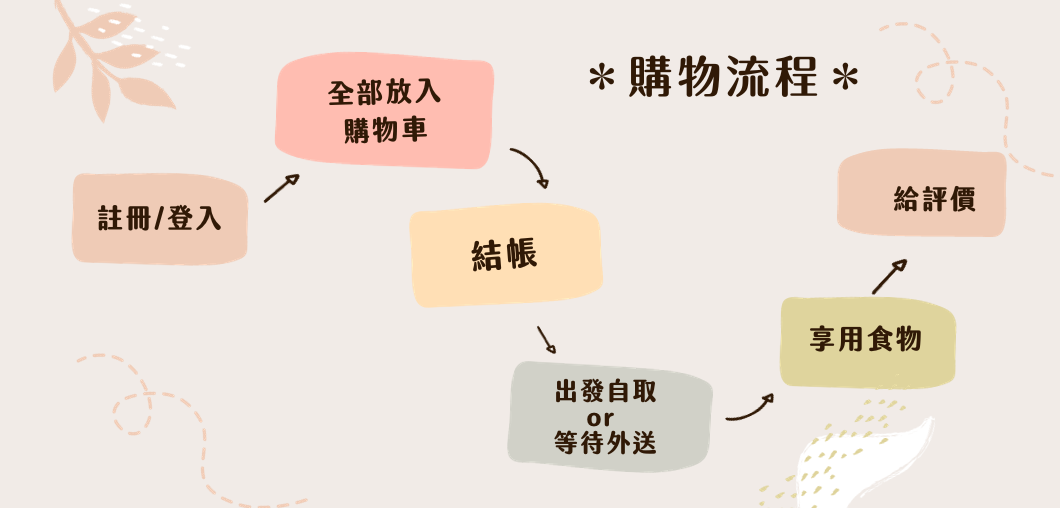 ＊購物流程＊
註冊/登入
全部放入
購物車
結帳
出發自取
or
等待外送
享用食物
給評價